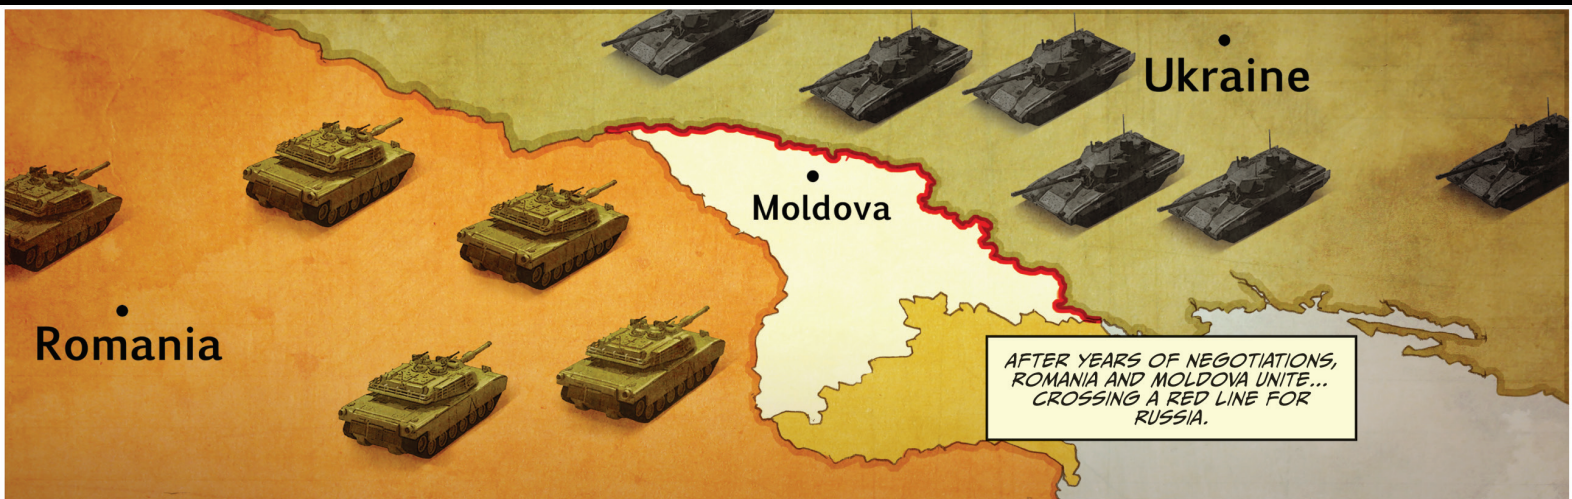 Ukraine
Moldova
Romania
AFTER YEARS OF NEGOTIATIONS,
ROMANIA AND MOLDOVA UNITE...
CROSSING A RED LINE FOR
RUSSIA.